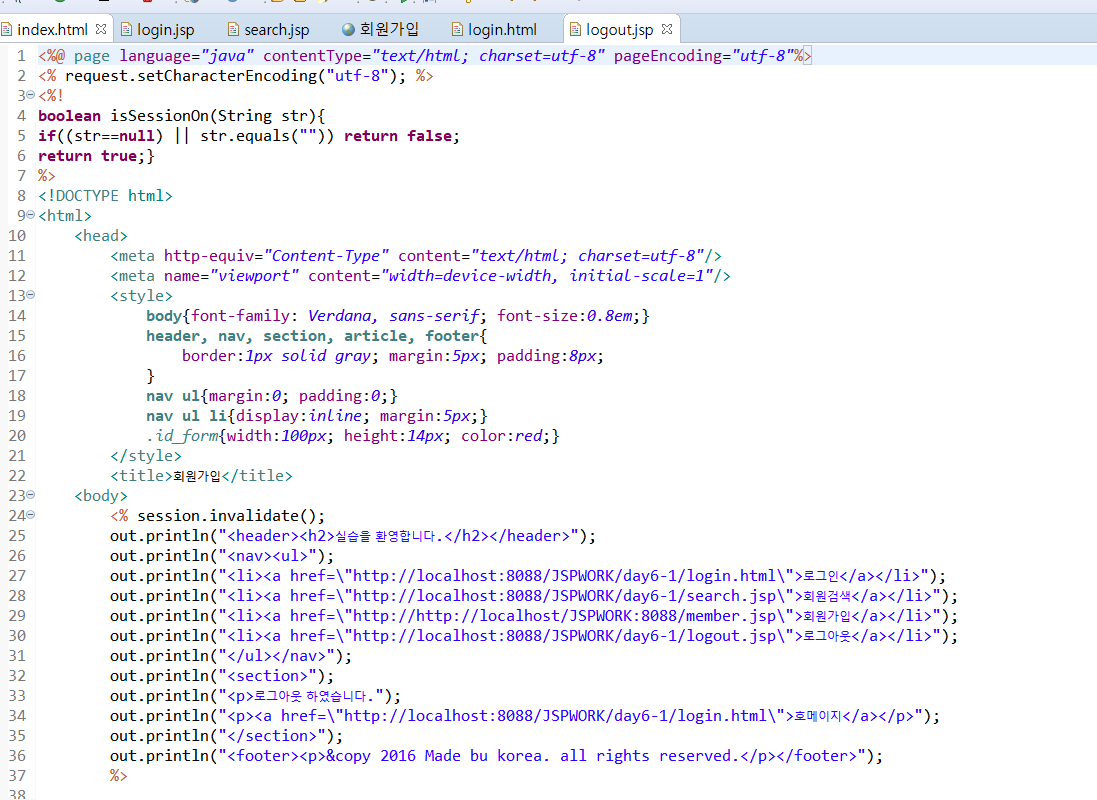 index.html login.jsp search.jsp 회원가입 login.html logout.jsp
1 <%@ page language="java" contentType="text/html; charset=utf-8" pageEncoding="utf-8"%>
2 <% request.setCharacterEncoding("utf-8"); %>
3 <%!
4 boolean isSessionOn(String str){
5 if((str==null) || str.equals("")) return false;
6 return true;}
7 %>
8 <!DOCTYPE html>
9 <html>
10 <head>
11 <meta http-equiv="Content-Type" content="text/html; charset=utf-8"/>
12 <meta name="viewport" content="width=device-width, initial-scale=1"/>
13 <style>
14 body{font-family: Verdana, sans-serif; font-size:0.8em;}
15 header, nav, section, article, footer{
16 border:1px solid gray; margin:5px; padding:8px;
17 }
18 nav ul{margin:0; padding:0;}
19 nav ul li{display:inline; margin:5px;}
20 .id_form{width:100px; height:14px; color:red;}
21 </style>
22 <title>회원가입</title>
23 <body>
24 <% session.invalidate();
25 out.println("<header><h2>실습을 환영합니다.</h2></header>");
26 out.println("<nav><ul>");
27 out.println("<li><a href=\"http://localhost:8088/JSPWORK/day6-1/login.html\">로그인</a></li>");
28 out.println("<li><a href=\"http://localhost:8088/JSPWORK/day6-1/search.jsp\">회원검색</a></li>");
29 out.println("<li><a href=\"http://http://localhost/JSPWORK:8088/member.jsp\">회원가입</a></li>");
30 out.println("<li><a href=\"http://localhost:8088/JSPWORK/day6-1/logout.jsp\">로그아웃</a></li>");
31 out.println("</ul></nav>");
32 out.println("<section>");
33 out.println("<p>로그아웃 하였습니다.");
34 out.println("<p><a href=\"http://localhost:8088/JSPWORK/day6-1/login.html\">호메이지</a></p>");
35 out.println("</section>");
36 out.println("<footer><p>&copy 2016 Made bu korea. all rights reserved.</p></footer>");
37 %>
38